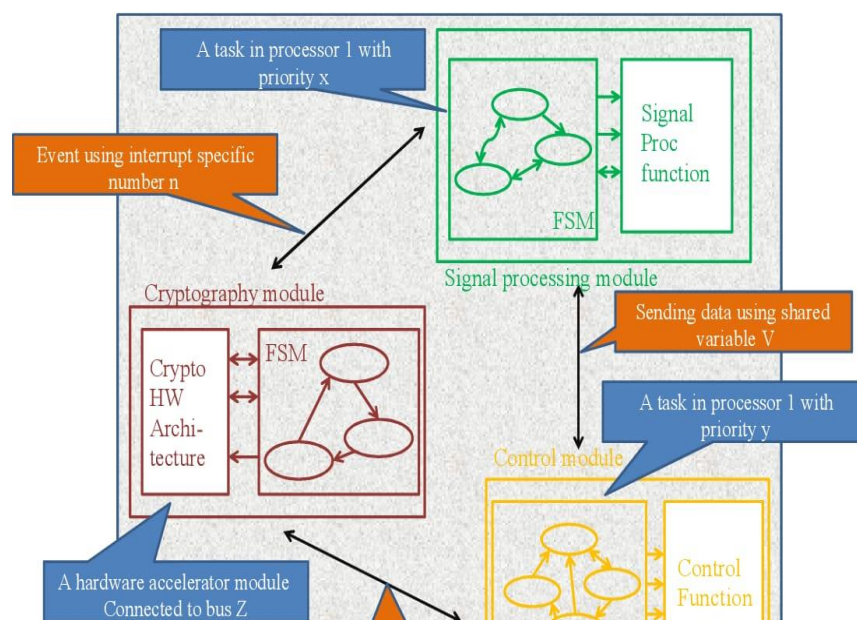 A task in processor 1 with
priority x
Event using interrupt specific
number n
Signal
Proc
function
FSM
Signal processing module
Cryptography module
Crypto
HW
Archi-
tecture
FSM
Sending data using shared
variable V
A task in processor 1 with
priority y
Control module
A hardware accelerator module
Connected to bus Z
Control
Function